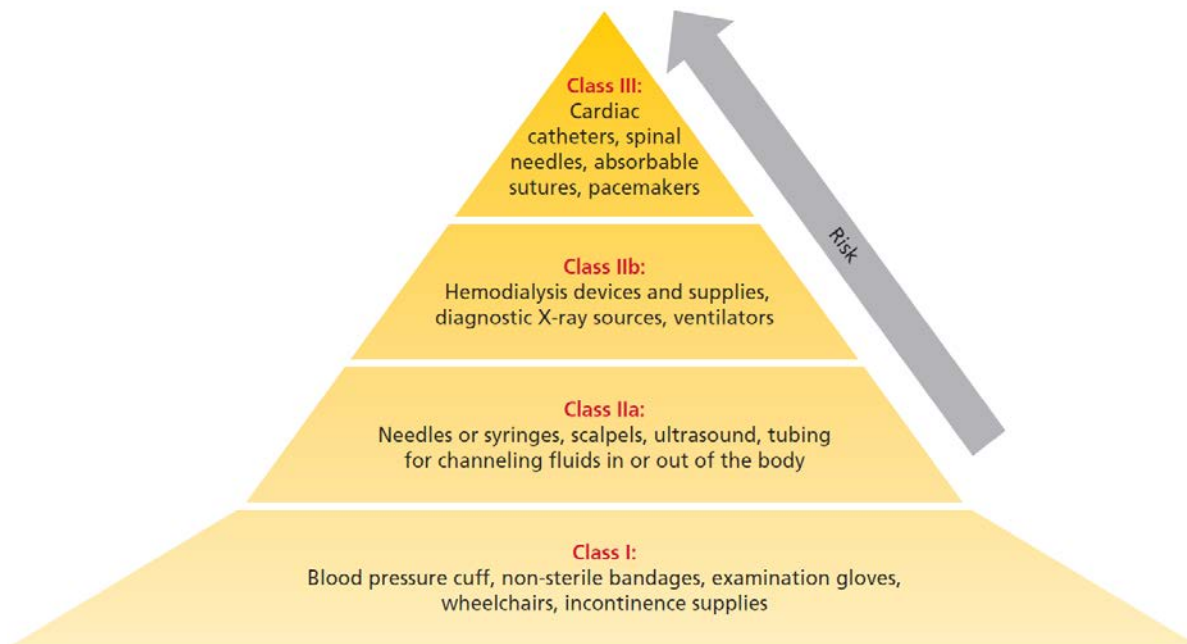 Class III:
Cardiac
catheters, spinal
needles, absorbable
sutures, pacemakers
Risk
Class IIb:
Hemodialysis devices and supplies,
diagnostic X-ray sources, ventilators
Class IIa:
Needles or syringes, scalpels, ultrasound, tubing
for channeling fluids in or out of the body
Class I:
Blood pressure cuff, non-sterile bandages, examination gloves,
wheelchairs, incontinence supplies